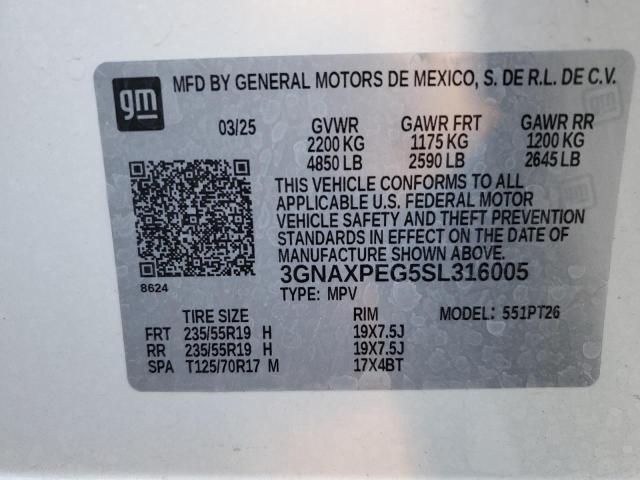 gm
MFD BY GENERAL MOTORS DE MEXICO, S. DE R.L. DE C.V.
03/25 GVWR GAWR FRT GAWR RR
2200 KG 1175 KG 1200 KG
4850 LB 2590 LB 2645 LB
THIS VEHICLE CONFORMS TO ALL
APPLICABLE U.S. FEDERAL MOTOR
VEHICLE SAFETY AND THEFT PREVENTION
STANDARDS IN EFFECT ON THE DATE OF
MANUFACTURE SHOWN ABOVE.
3GNAXPEG5SL316005
8624
TYPE: MPV
TIRE SIZE RIM MODEL: 551PT26
FRT 235/55R19 H 19X7.5J
RR 235/55R19 H 19X7.5J
SPA T125/70R17 M 17X4BT